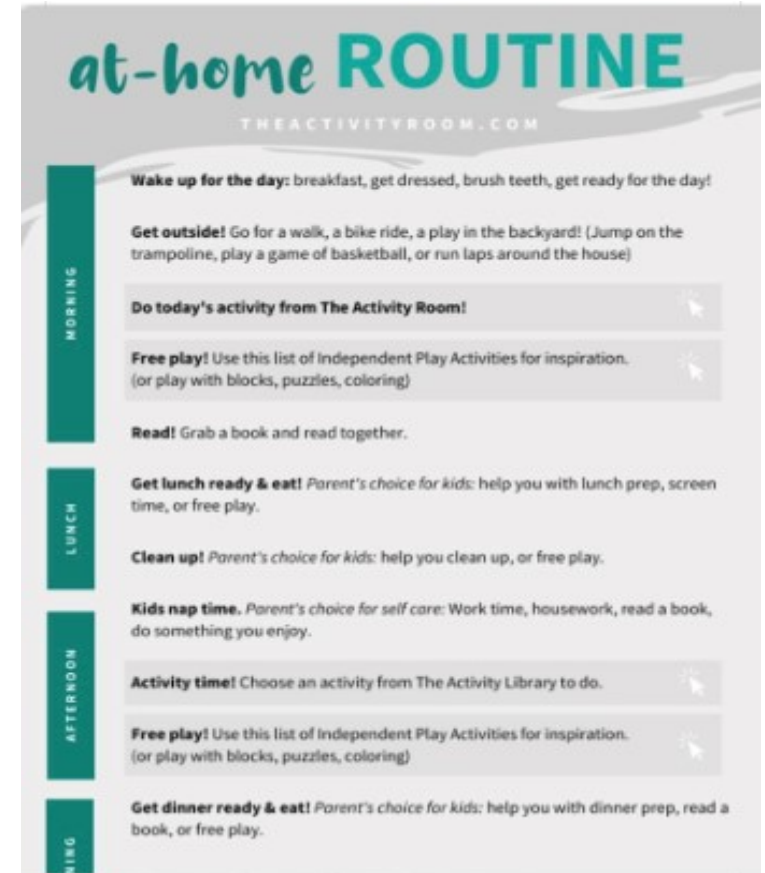 at-home ROUTINE
THEACTIVITYROOM.COM
MORNING
Wake up for the day: breakfast, get dressed, brush teeth, get ready for the day!
Get outside! Go for a walk, a bike ride, a play in the backyard! (Jump on the
trampoline, play a game of basketball, or run laps around the house)
Do today's activity from The Activity Room!
Free play! Use this list of Independent Play Activities for inspiration.
(or play with blocks, puzzles, coloring)
Read! Grab a book and read together.
LUNCH
Get lunch ready & eat! Parent's choice for kids: help you with lunch prep, screen
time, or free play.
Clean up! Parent's choice for kids: help you clean up, or free play.
AFTERNOON
Kids nap time. Parent's choice for self care: Work time, housework, read a book,
do something you enjoy.
Activity time! Choose an activity from The Activity Library to do.
Free play! Use this list of Independent Play Activities for inspiration.
(or play with blocks, puzzles, coloring)
NING
Get dinner ready & eat! Parent's choice for kids: help you with dinner prep, read a
book, or free play.